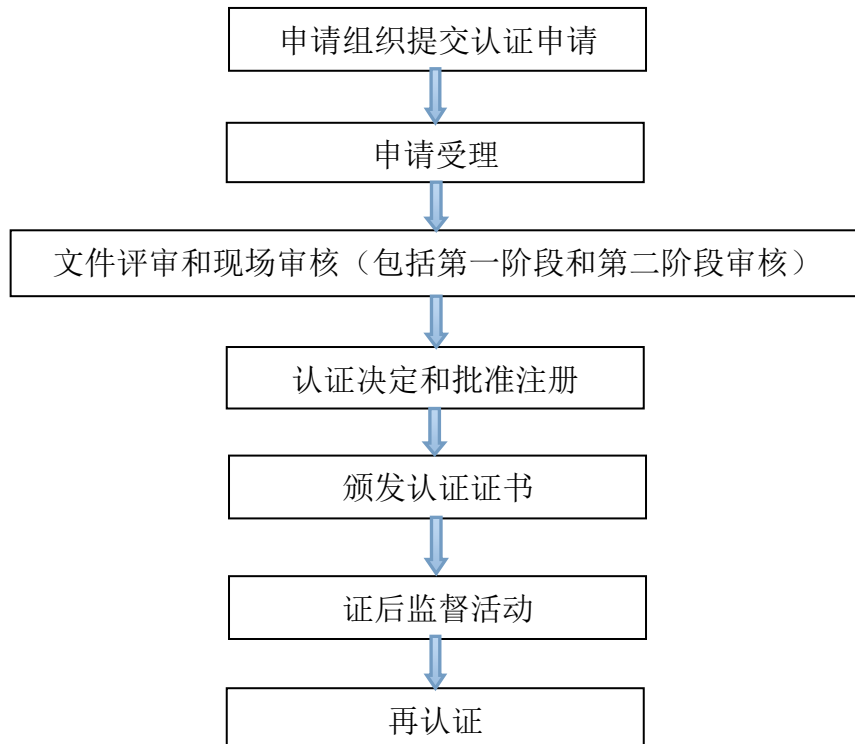 申请组织提交认证申请
申请受理
文件评审和现场审核（包括第一阶段和第二阶段审核）
认证决定和批准注册
颁发认证证书
证后监督活动
再认证